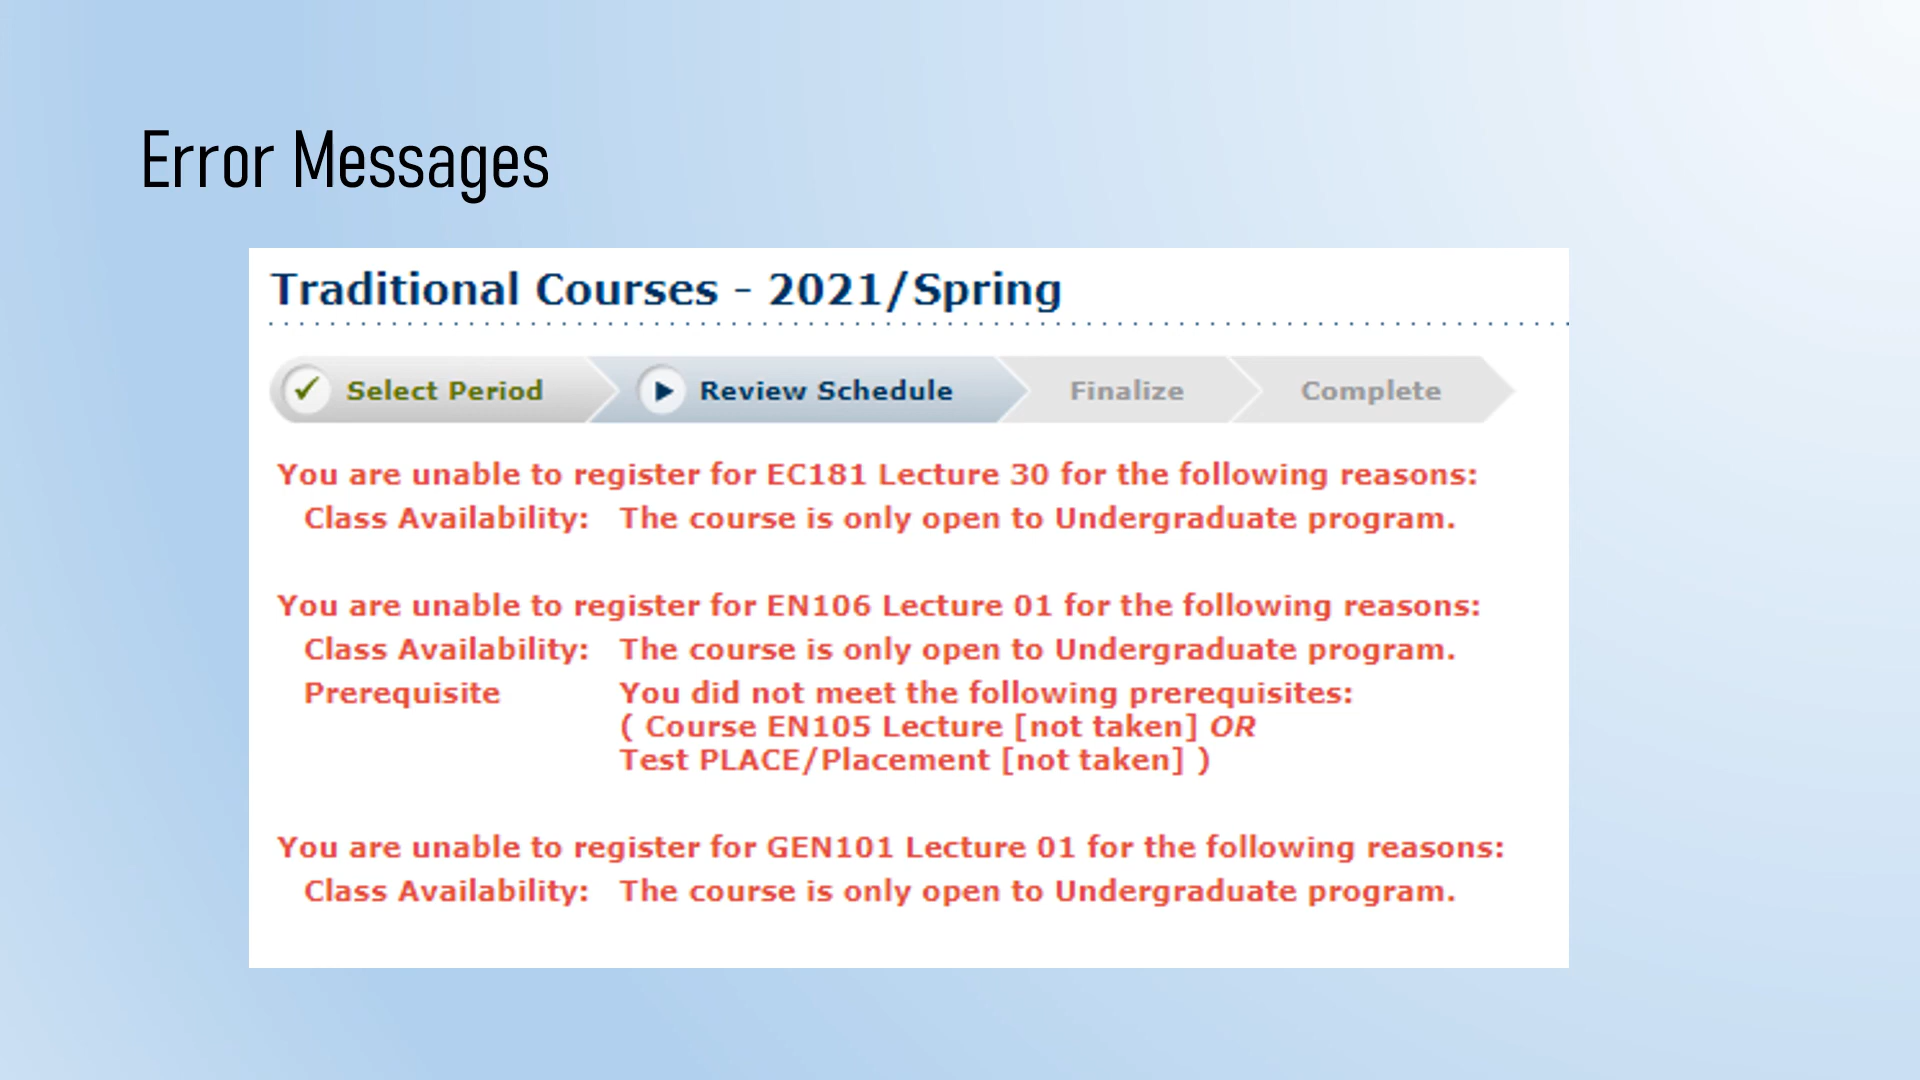 Error Messages
Traditional Courses - 2021/Spring
Select Period Review Schedule Finalize Complete
You are unable to register for EC181 Lecture 30 for the following reasons:
Class Availability: The course is only open to Undergraduate program.
You are unable to register for EN106 Lecture 01 for the following reasons:
Class Availability: The course is only open to Undergraduate program.
Prerequisite You did not meet the following prerequisites:
( Course EN105 Lecture [not taken] OR
Test PLACE/Placement [not taken] )
You are unable to register for GEN101 Lecture 01 for the following reasons:
Class Availability: The course is only open to Undergraduate program.